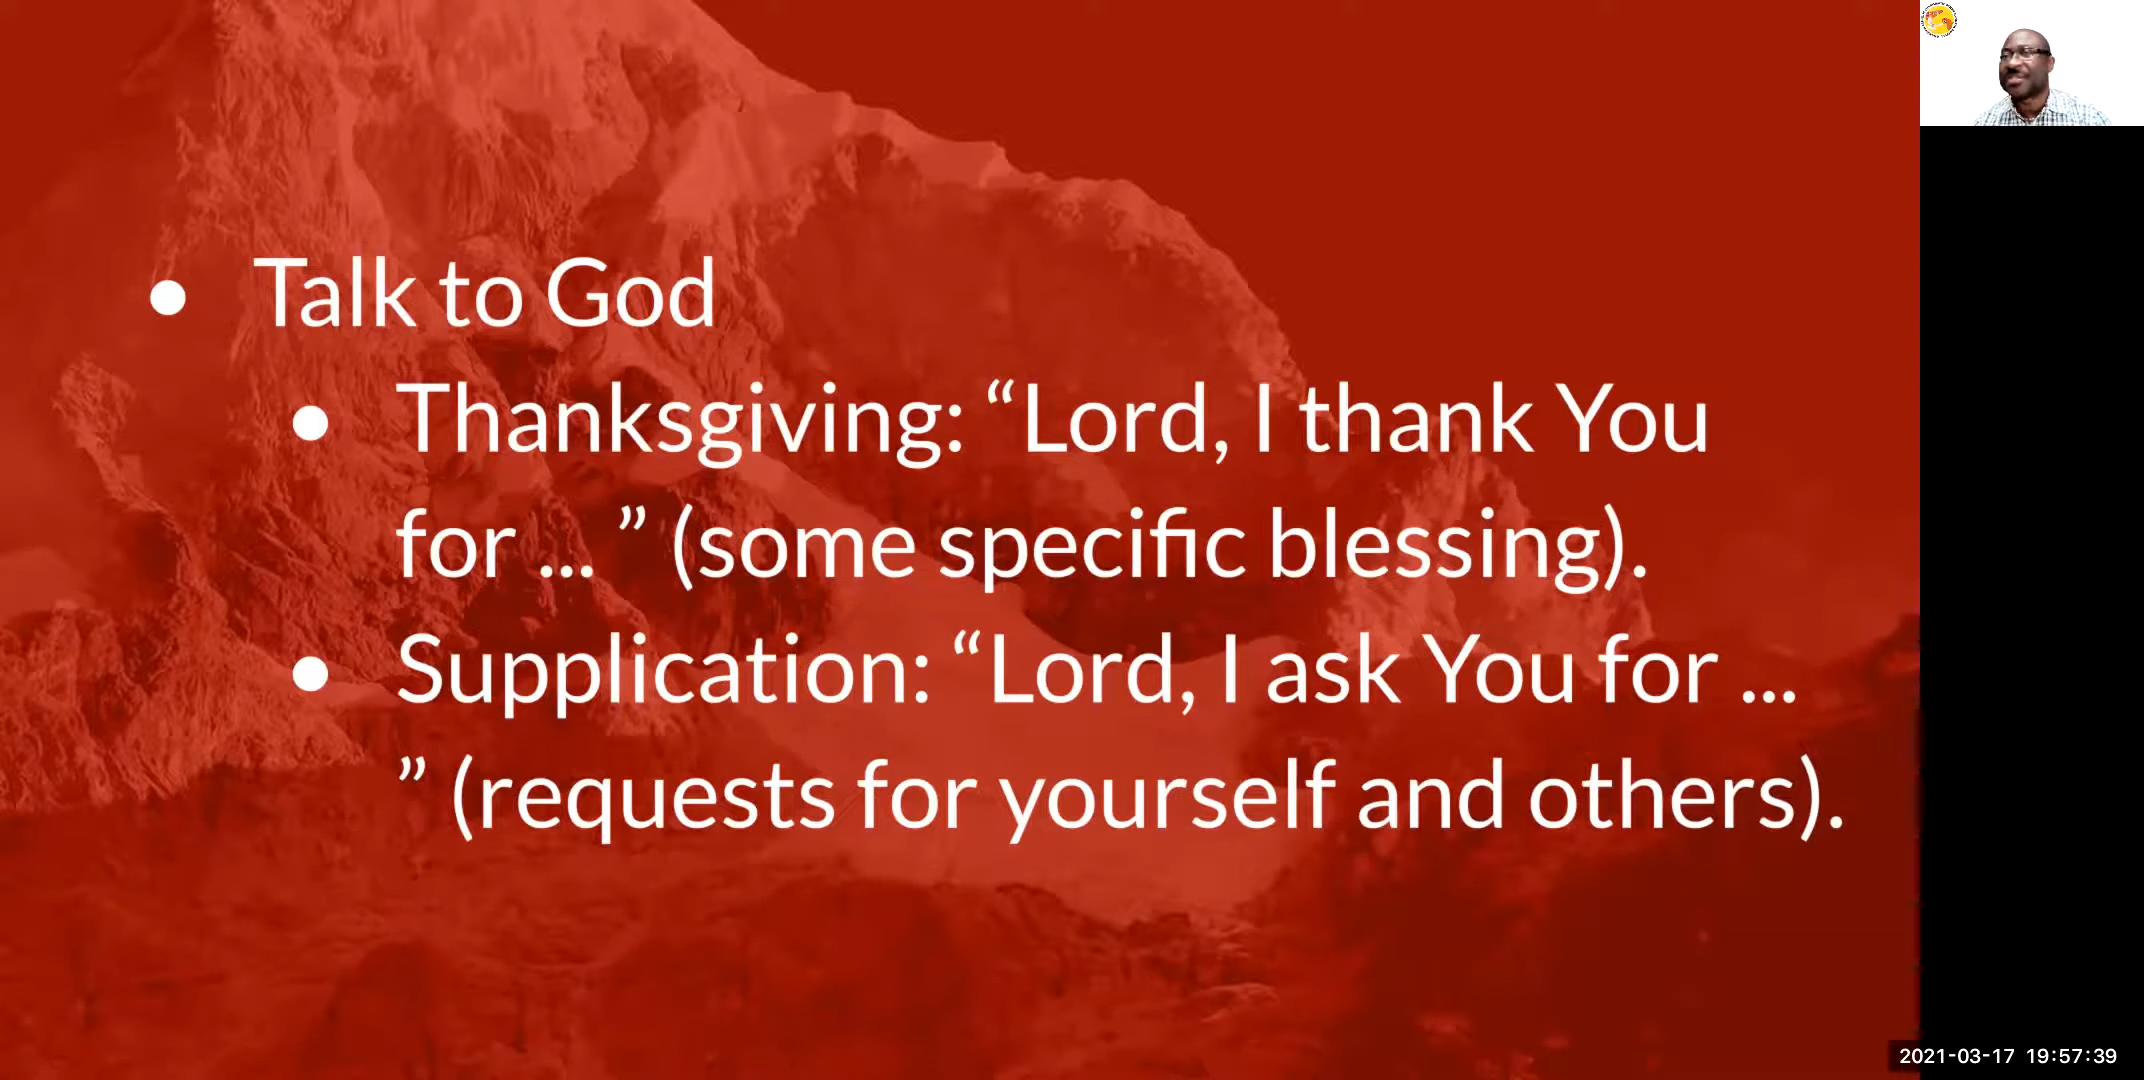 • Talk to God
• Thanksgiving: “Lord, I thank You
for ... ” (some specific blessing).
• Supplication: “Lord, I ask You for ...
” (requests for yourself and others).
2021-03-17 19:57:39